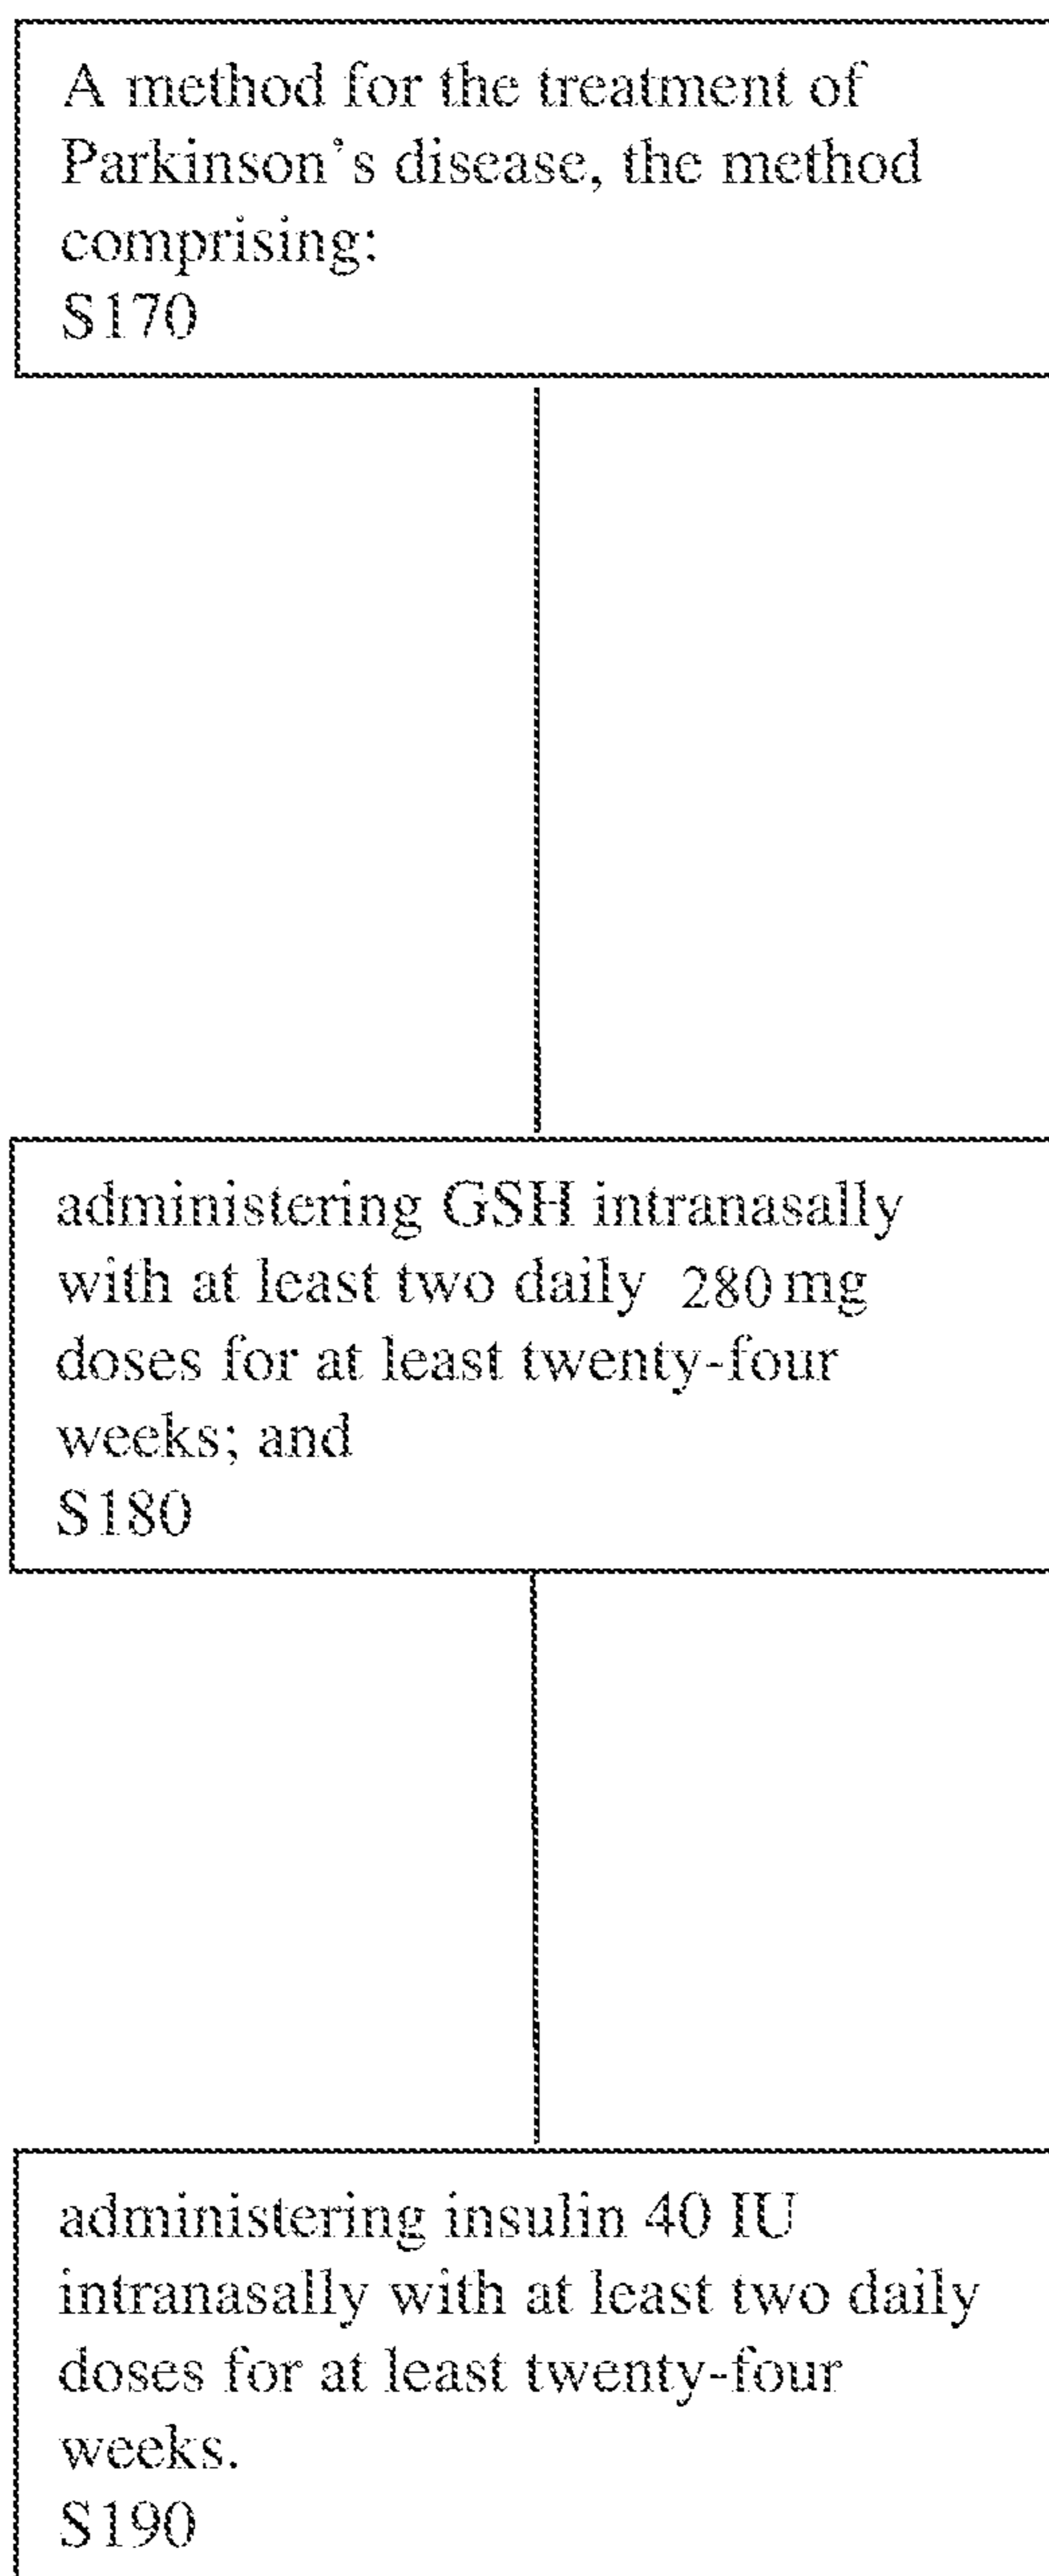 A method for the treatment of
Parkinson's disease, the method
comprising:
S170
administering GSH intranasally
with at least two daily 280 mg
doses for at least twenty-four
weeks; and
S180
administering insulin 40 IU
intranasally with at least two daily
doses for at least twenty-four
weeks.
S190